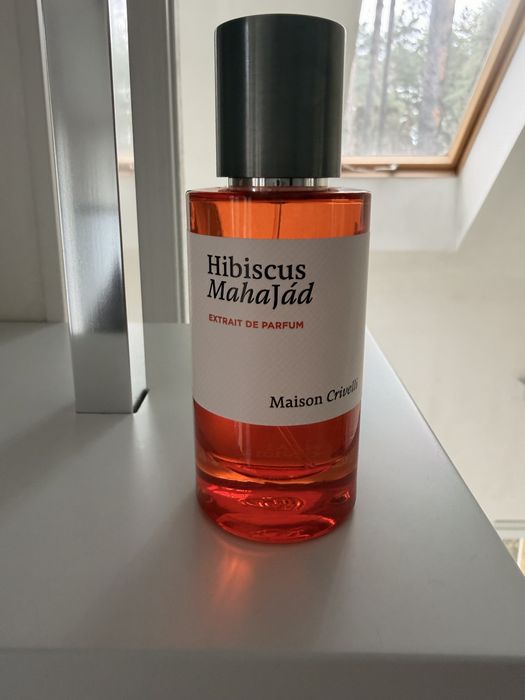 Hibiscus
MahaJád
EXTRAIT DE PARFUM
Maison Crivelli